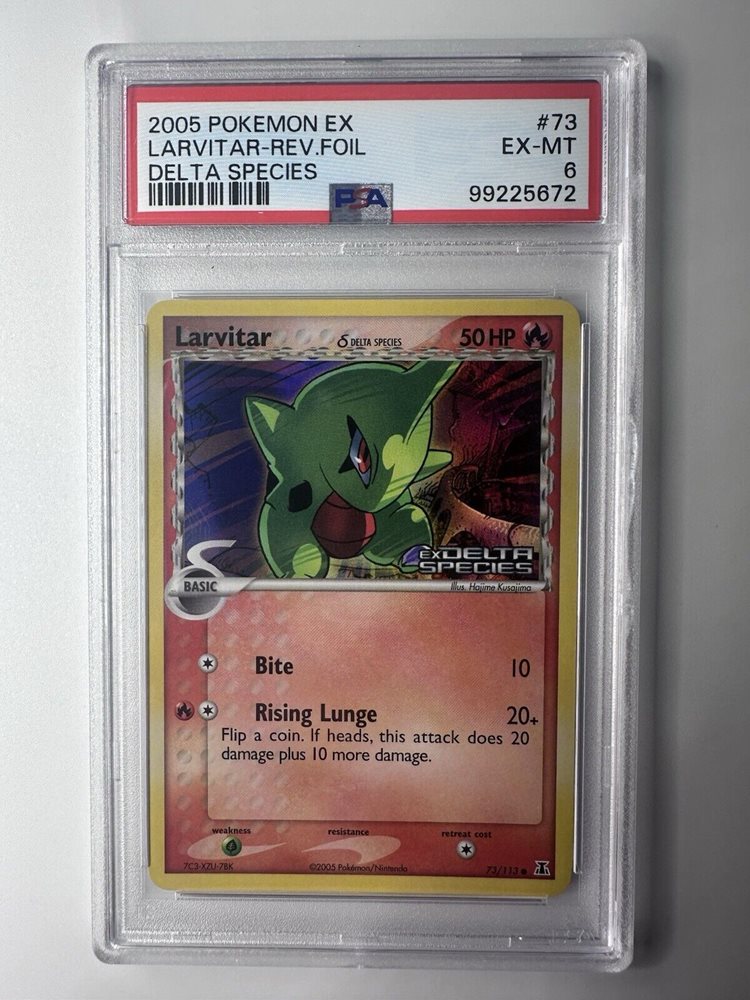 2005 POKEMON EX #73
LARVITAR-REV.FOIL EX-MT
DELTA SPECIES 6
PSA 99225672
Larvitar δ DELTA SPECIES 50 HP
EX DELTA
SPECIES
BASIC
Illus. Hajime Kusajima
Bite 10
Rising Lunge 20+
Flip a coin. If heads, this attack does 20
damage plus 10 more damage.
weakness resistance retreat cost
7C3-XZU-7BK ©2005 Pokémon/Nintendo 73/113 ●